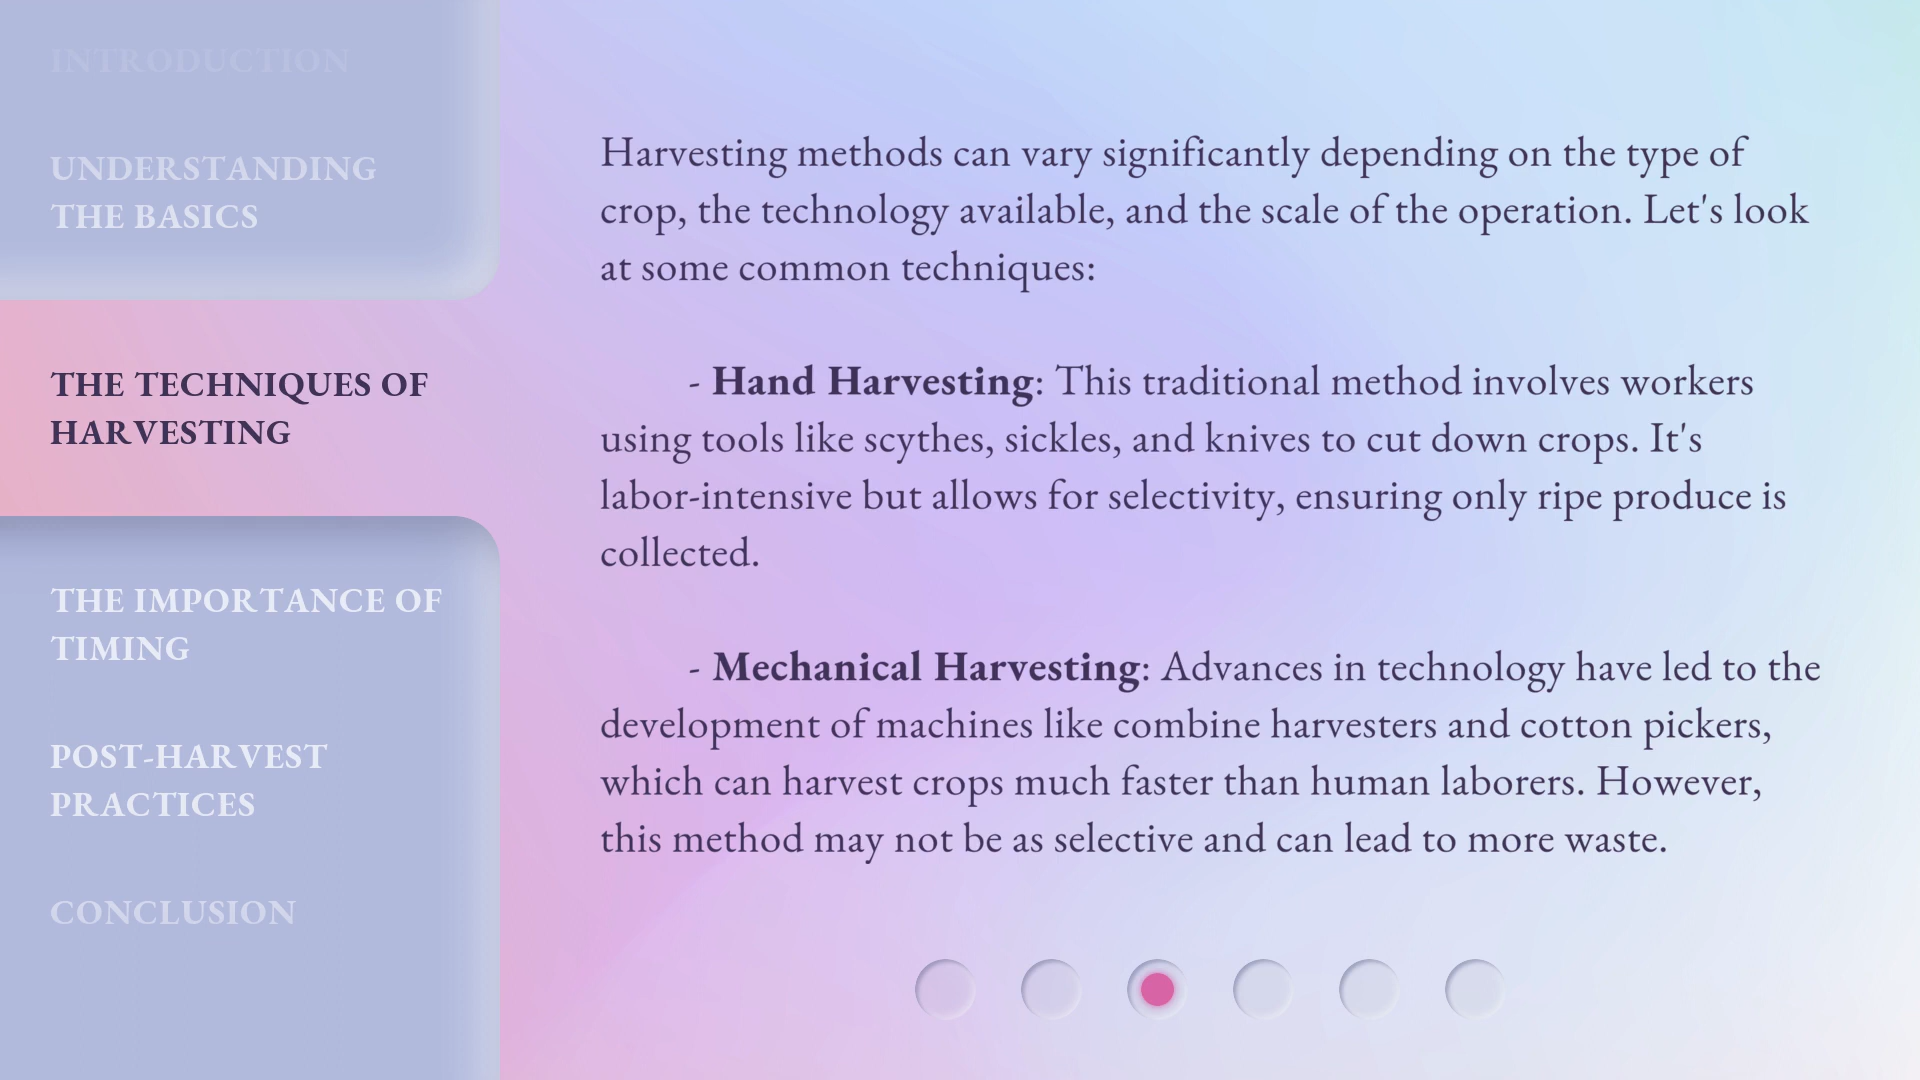 INTRODUCTION
UNDERSTANDING
THE BASICS
THE TECHNIQUES OF
HARVESTING
THE IMPORTANCE OF
TIMING
POST-HARVEST
PRACTICES
CONCLUSION
Harvesting methods can vary significantly depending on the type of
crop, the technology available, and the scale of the operation. Let's look
at some common techniques:
- Hand Harvesting: This traditional method involves workers
using tools like scythes, sickles, and knives to cut down crops. It's
labor-intensive but allows for selectivity, ensuring only ripe produce is
collected.
- Mechanical Harvesting: Advances in technology have led to the
development of machines like combine harvesters and cotton pickers,
which can harvest crops much faster than human laborers. However,
this method may not be as selective and can lead to more waste.